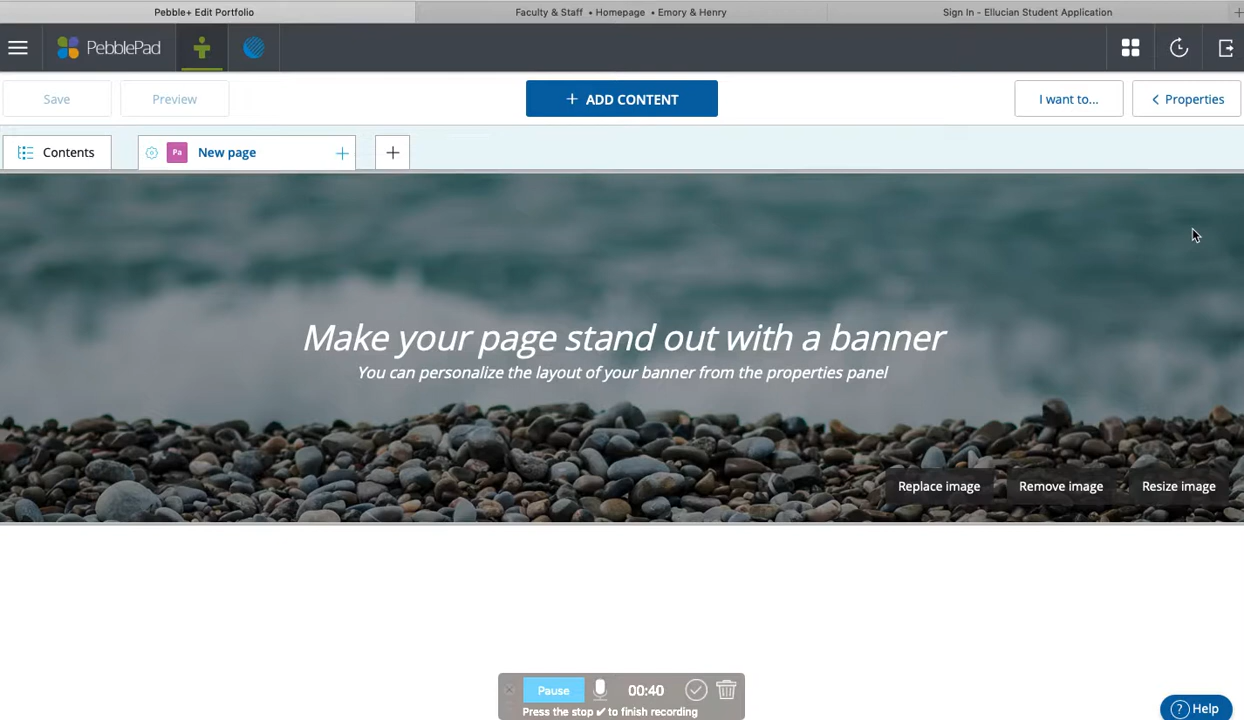 Pebble+ Edit Portfolio
Faculty & Staff • Homepage • Emory & Henry
Sign In - Ellucian Student Application
PebblePad
Save
Preview
+ ADD CONTENT
I want to...
< Properties
Contents
Pa
New page
Make your page stand out with a banner
You can personalize the layout of your banner from the properties panel
Replace image
Remove image
Resize image
Pause
00:40
Press the stop ✔ to finish recording
? Help